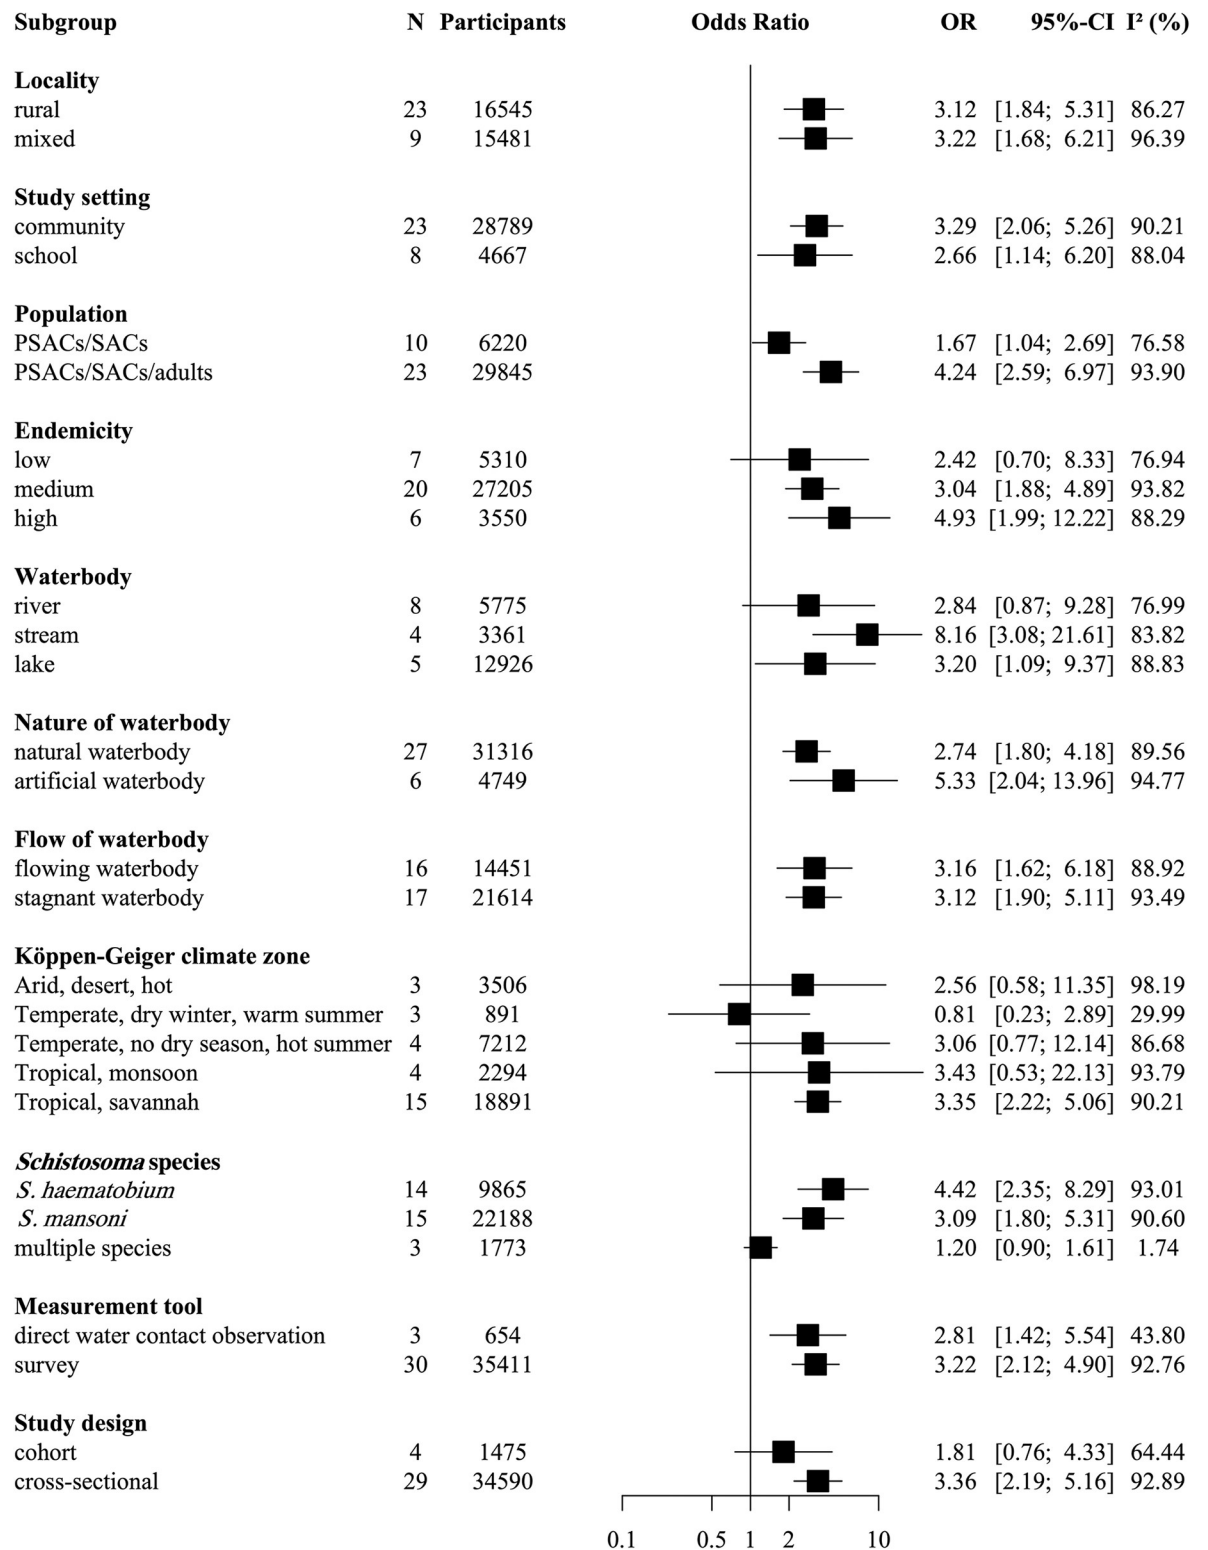 Subgroup N Participants Odds Ratio OR 95%-CI I² (%)
Locality
rural 23 16545 3.12 [1.84; 5.31] 86.27
mixed 9 15481 3.22 [1.68; 6.21] 96.39
Study setting
community 23 28789 3.29 [2.06; 5.26] 90.21
school 8 4667 2.66 [1.14; 6.20] 88.04
Population
PSACs/SACs 10 6220 1.67 [1.04; 2.69] 76.58
PSACs/SACs/adults 23 29845 4.24 [2.59; 6.97] 93.90
Endemicity
low 7 5310 2.42 [0.70; 8.33] 76.94
medium 20 27205 3.04 [1.88; 4.89] 93.82
high 6 3550 4.93 [1.99; 12.22] 88.29
Waterbody
river 8 5775 2.84 [0.87; 9.28] 76.99
stream 4 3361 8.16 [3.08; 21.61] 83.82
lake 5 12926 3.20 [1.09; 9.37] 88.83
Nature of waterbody
natural waterbody 27 31316 2.74 [1.80; 4.18] 89.56
artificial waterbody 6 4749 5.33 [2.04; 13.96] 94.77
Flow of waterbody
flowing waterbody 16 14451 3.16 [1.62; 6.18] 88.92
stagnant waterbody 17 21614 3.12 [1.90; 5.11] 93.49
Köppen-Geiger climate zone
Arid, desert, hot 3 3506 2.56 [0.58; 11.35] 98.19
Temperate, dry winter, warm summer 3 891 0.81 [0.23; 2.89] 29.99
Temperate, no dry season, hot summer 4 7212 3.06 [0.77; 12.14] 86.68
Tropical, monsoon 4 2294 3.43 [0.53; 22.13] 93.79
Tropical, savannah 15 18891 3.35 [2.22; 5.06] 90.21
Schistosoma species
S. haematobium 14 9865 4.42 [2.35; 8.29] 93.01
S. mansoni 15 22188 3.09 [1.80; 5.31] 90.60
multiple species 3 1773 1.20 [0.90; 1.61] 1.74
Measurement tool
direct water contact observation 3 654 2.81 [1.42; 5.54] 43.80
survey 30 35411 3.22 [2.12; 4.90] 92.76
Study design
cohort 4 1475 1.81 [0.76; 4.33] 64.44
cross-sectional 29 34590 3.36 [2.19; 5.16] 92.89
0.1 0.5 1 2 10